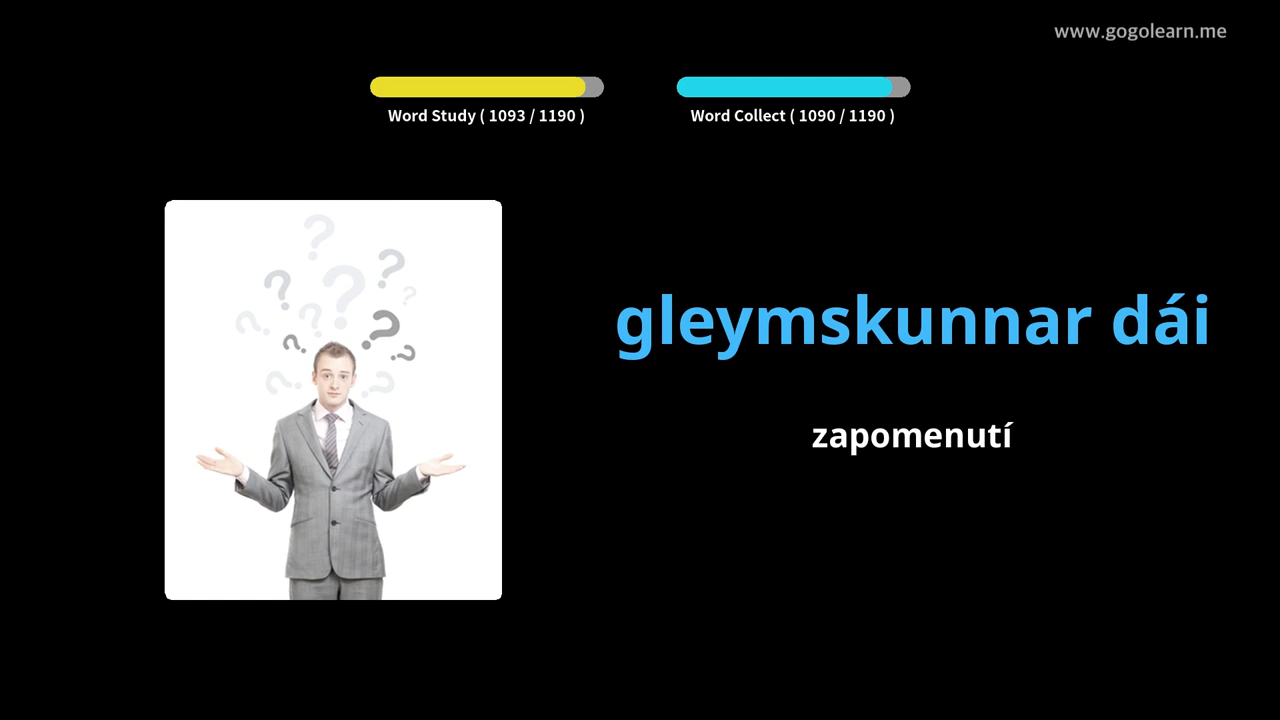 www.gogolearn.me
Word Study ( 1093 / 1190 )
Word Collect ( 1090 / 1190 )
gleymskunnar dái
zapomenutí